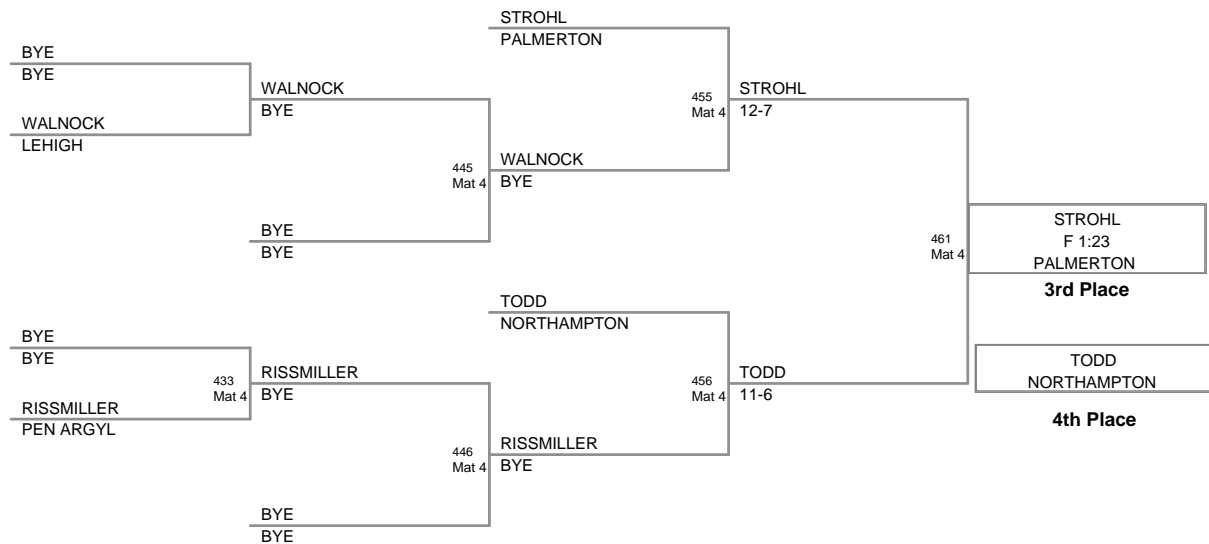 STROHL
PALMERTON
BYE
BYE
WALNOCK
BYE
455
Mat 4
STROHL
12-7
WALNOCK
LEHIGH
445
Mat 4
WALNOCK
BYE
BYE
BYE
461
Mat 4
STROHL
F 1:23
PALMERTON
3rd Place
TODD
NORTHAMPTON
BYE
BYE
433
Mat 4
RISSMILLER
BYE
456
Mat 4
TODD
11-6
TODD
NORTHAMPTON
4th Place
RISSMILLER
PEN ARGYL
446
Mat 4
RISSMILLER
BYE
BYE
BYE